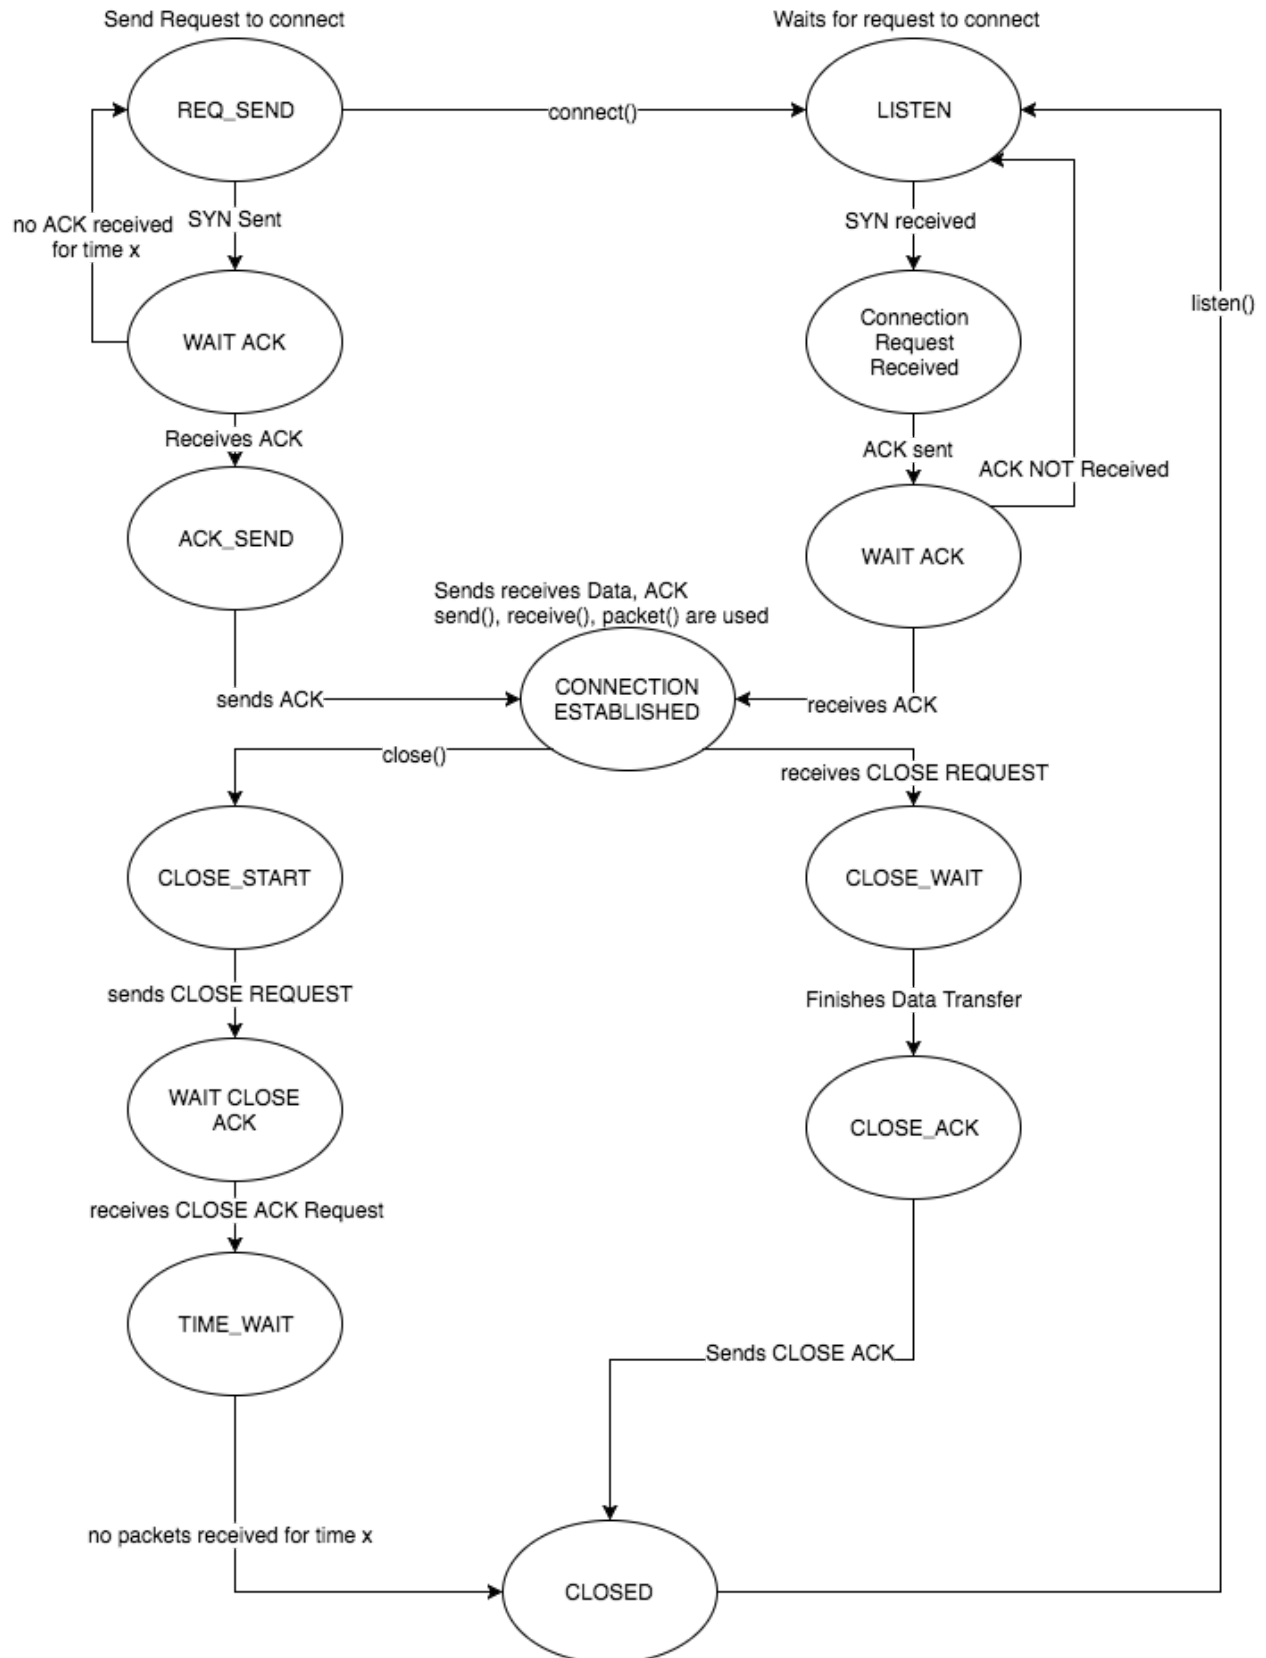 Send Request to connect
Waits for request to connect
REQ_SEND
connect()
LISTEN
no ACK received
for time x
SYN Sent
SYN received
listen()
WAIT ACK
Connection
Request
Received
Receives ACK
ACK sent
ACK NOT Received
ACK_SEND
WAIT ACK
Sends receives Data, ACK
send(), receive(), packet() are used
CONNECTION
ESTABLISHED
sends ACK
receives ACK
close()
receives CLOSE REQUEST
CLOSE_START
CLOSE_WAIT
sends CLOSE REQUEST
Finishes Data Transfer
WAIT CLOSE
ACK
CLOSE_ACK
receives CLOSE ACK Request
TIME_WAIT
Sends CLOSE ACK
no packets received for time x
CLOSED